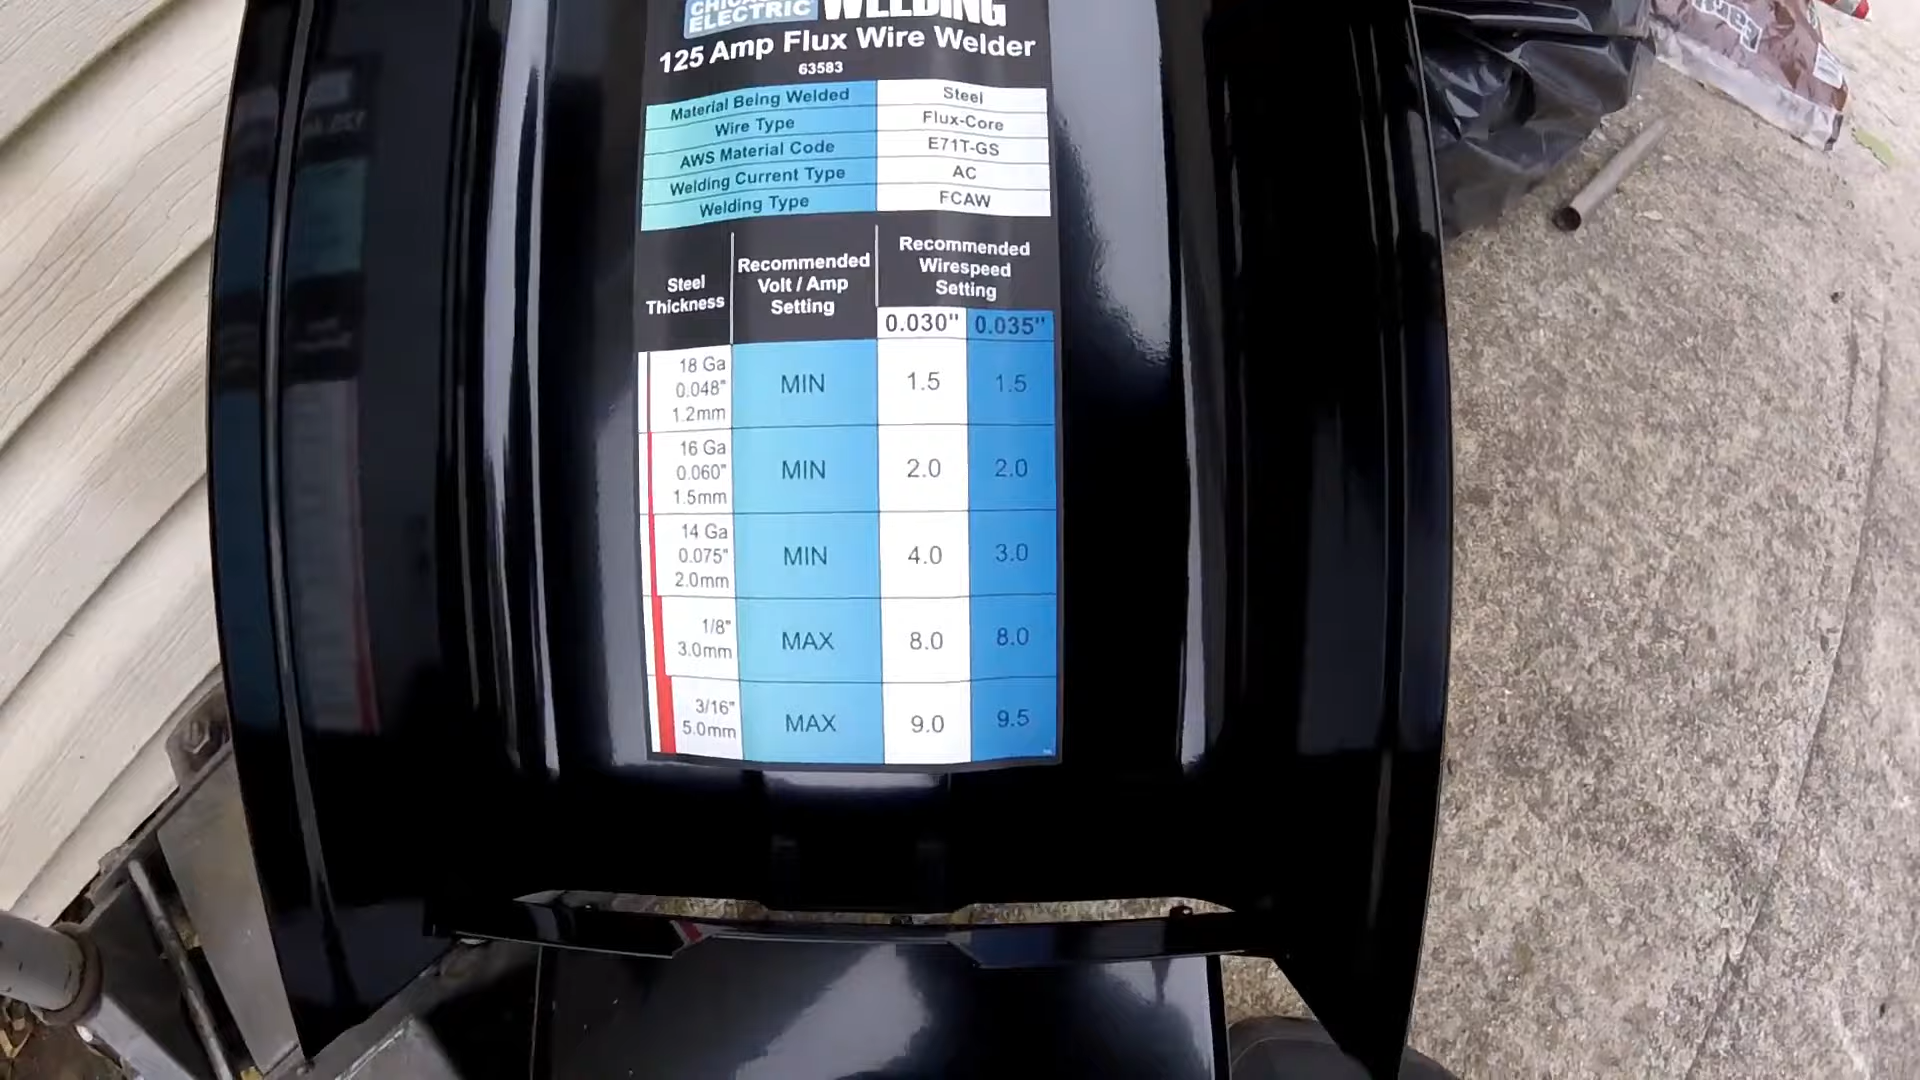 ELECTRIC WELDING
125 Amp Flux Wire Welder
63583
Material Being Welded Steel
Wire Type Flux-Core
AWS Material Code E71T-GS
Welding Current Type AC
Welding Type FCAW
Steel Thickness
Recommended Volt / Amp Setting
Recommended Wirespeed Setting
0.030" 0.035"
18 Ga
0.048"
1.2mm
MIN 1.5 1.5
16 Ga
0.060"
1.5mm
MIN 2.0 2.0
14 Ga
0.075"
2.0mm
MIN 4.0 3.0
1/8"
3.0mm
MAX 8.0 8.0
3/16"
5.0mm
MAX 9.0 9.5